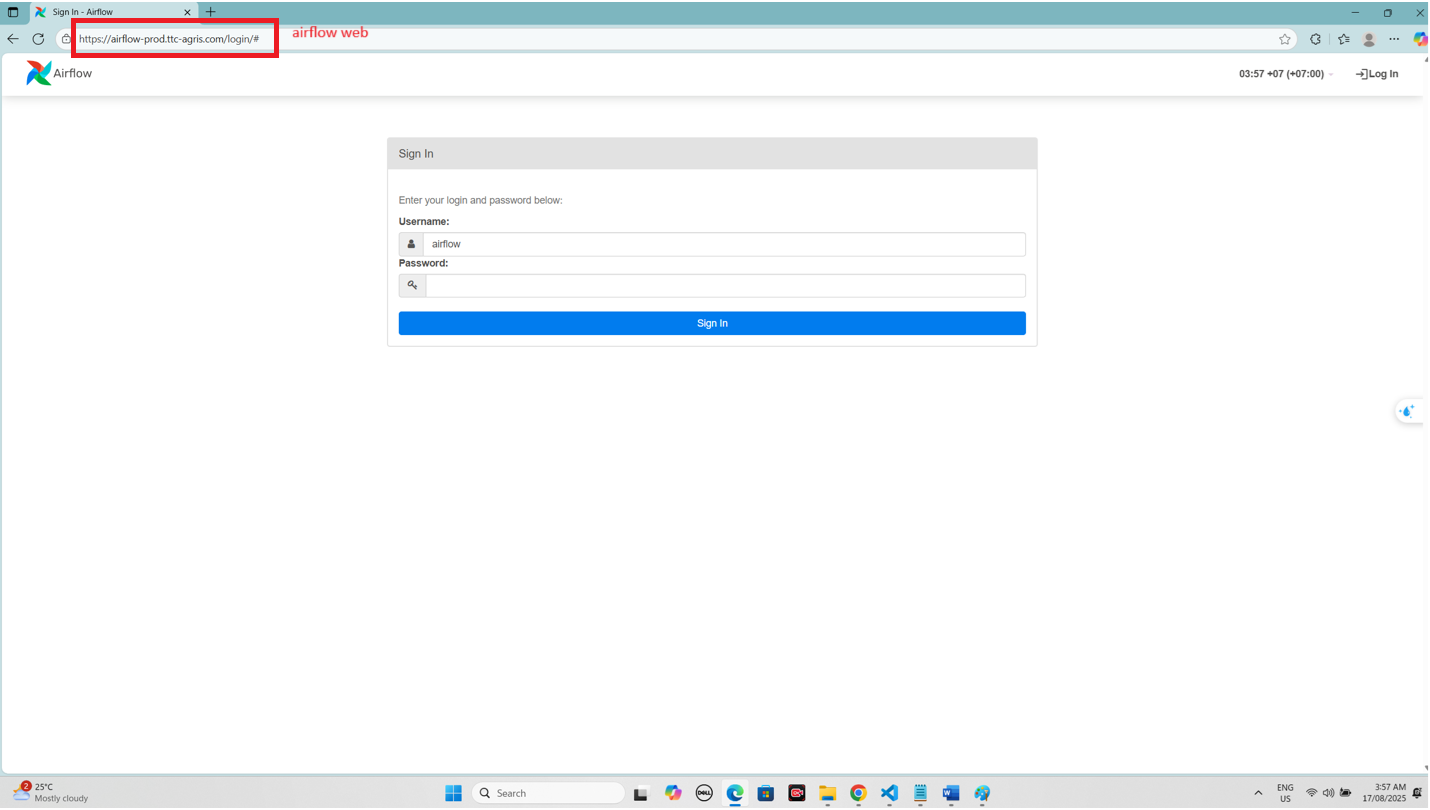 Sign In - Airflow
https://airflow-prod.ttc-agris.com/login/#
airflow web
Airflow
03:57 +07 (+07:00)
Log In
Sign In
Enter your login and password below:
Username:
airflow
Password:
Sign In
2
25°C
Mostly cloudy
Search
DELL
W
ENG
US
3:57 AM
17/08/2025